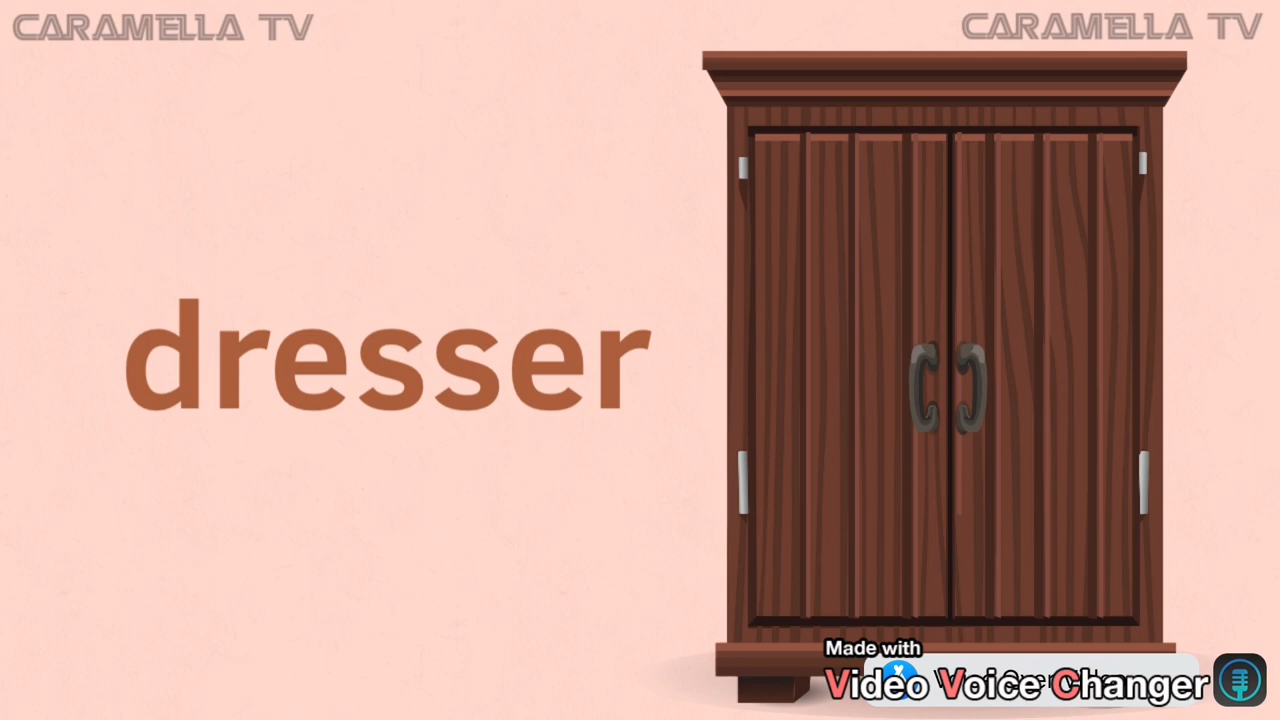 CARAMELLA TV
CARAMELLA TV
dresser
Made with
Video Voice Changer